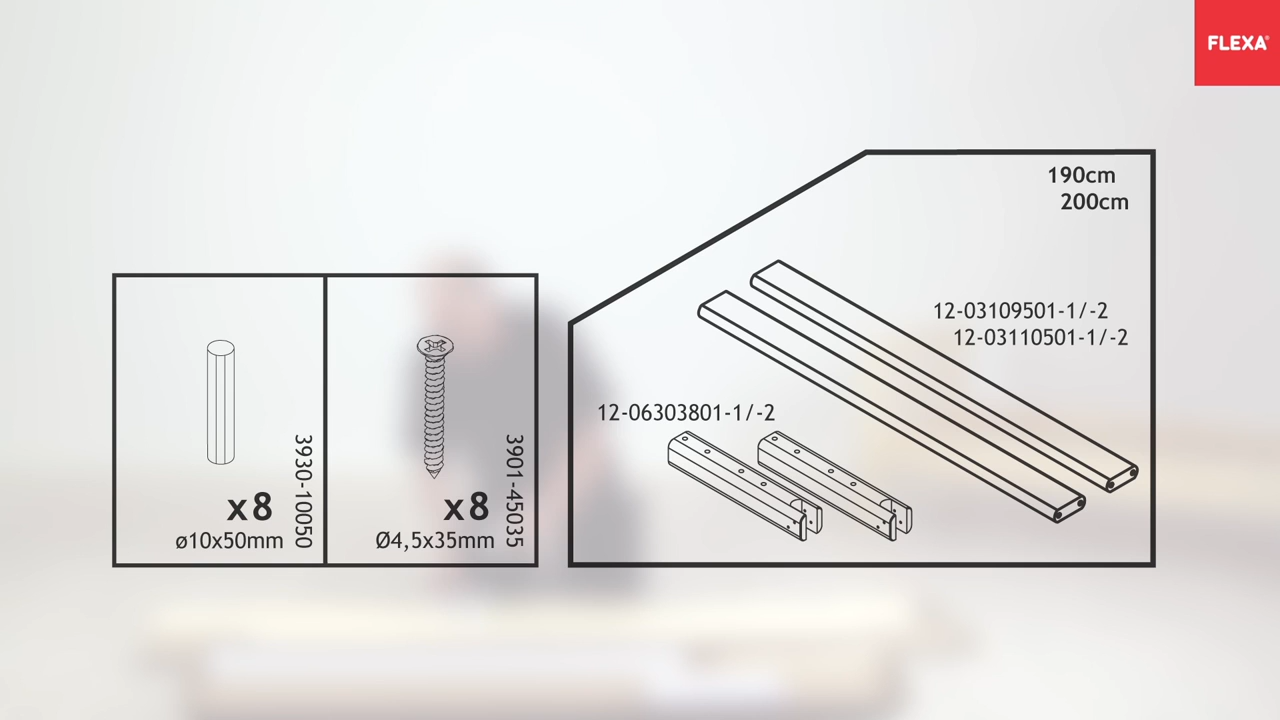 FLEXA®
190cm
200cm
12-03109501-1/-2
12-03110501-1/-2
12-06303801-1/-2
x8
ø10x50mm
3930-10050
x8
Ø4,5x35mm
3901-45035